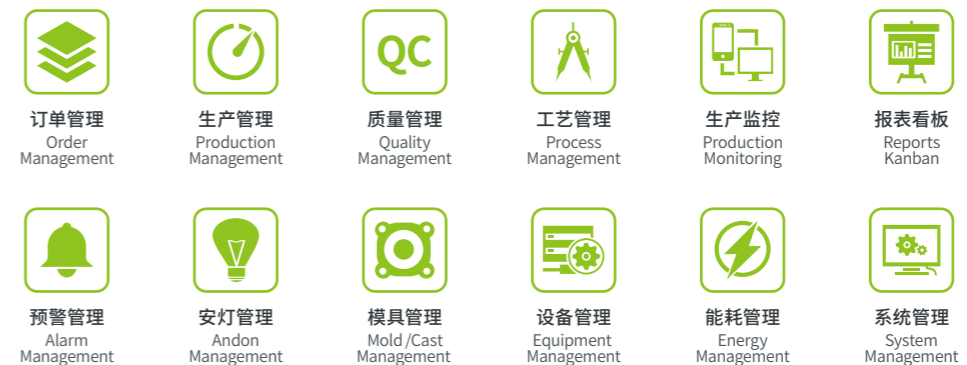 QC
订单管理
Order
Management
生产管理
Production
Management
质量管理
Quality
Management
工艺管理
Process
Management
生产监控
Production
Monitoring
报表看板
Reports
Kanban
预警管理
Alarm
Management
安灯管理
Andon
Management
模具管理
Mold /Cast
Management
设备管理
Equipment
Management
能耗管理
Energy
Management
系统管理
System
Management